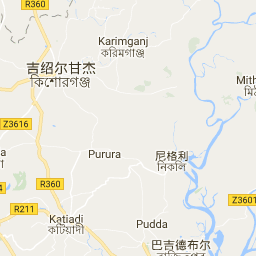 R360
Karimganj
করিমগঞ্জ
吉绍尔甘杰
কিশোরগঞ্জ
Mith
মি
Z3616
Purura
尼格利
নিকলি
R360
R211
Z3601
Katiadi
কটিয়াদী
Pudda
巴吉德布尔